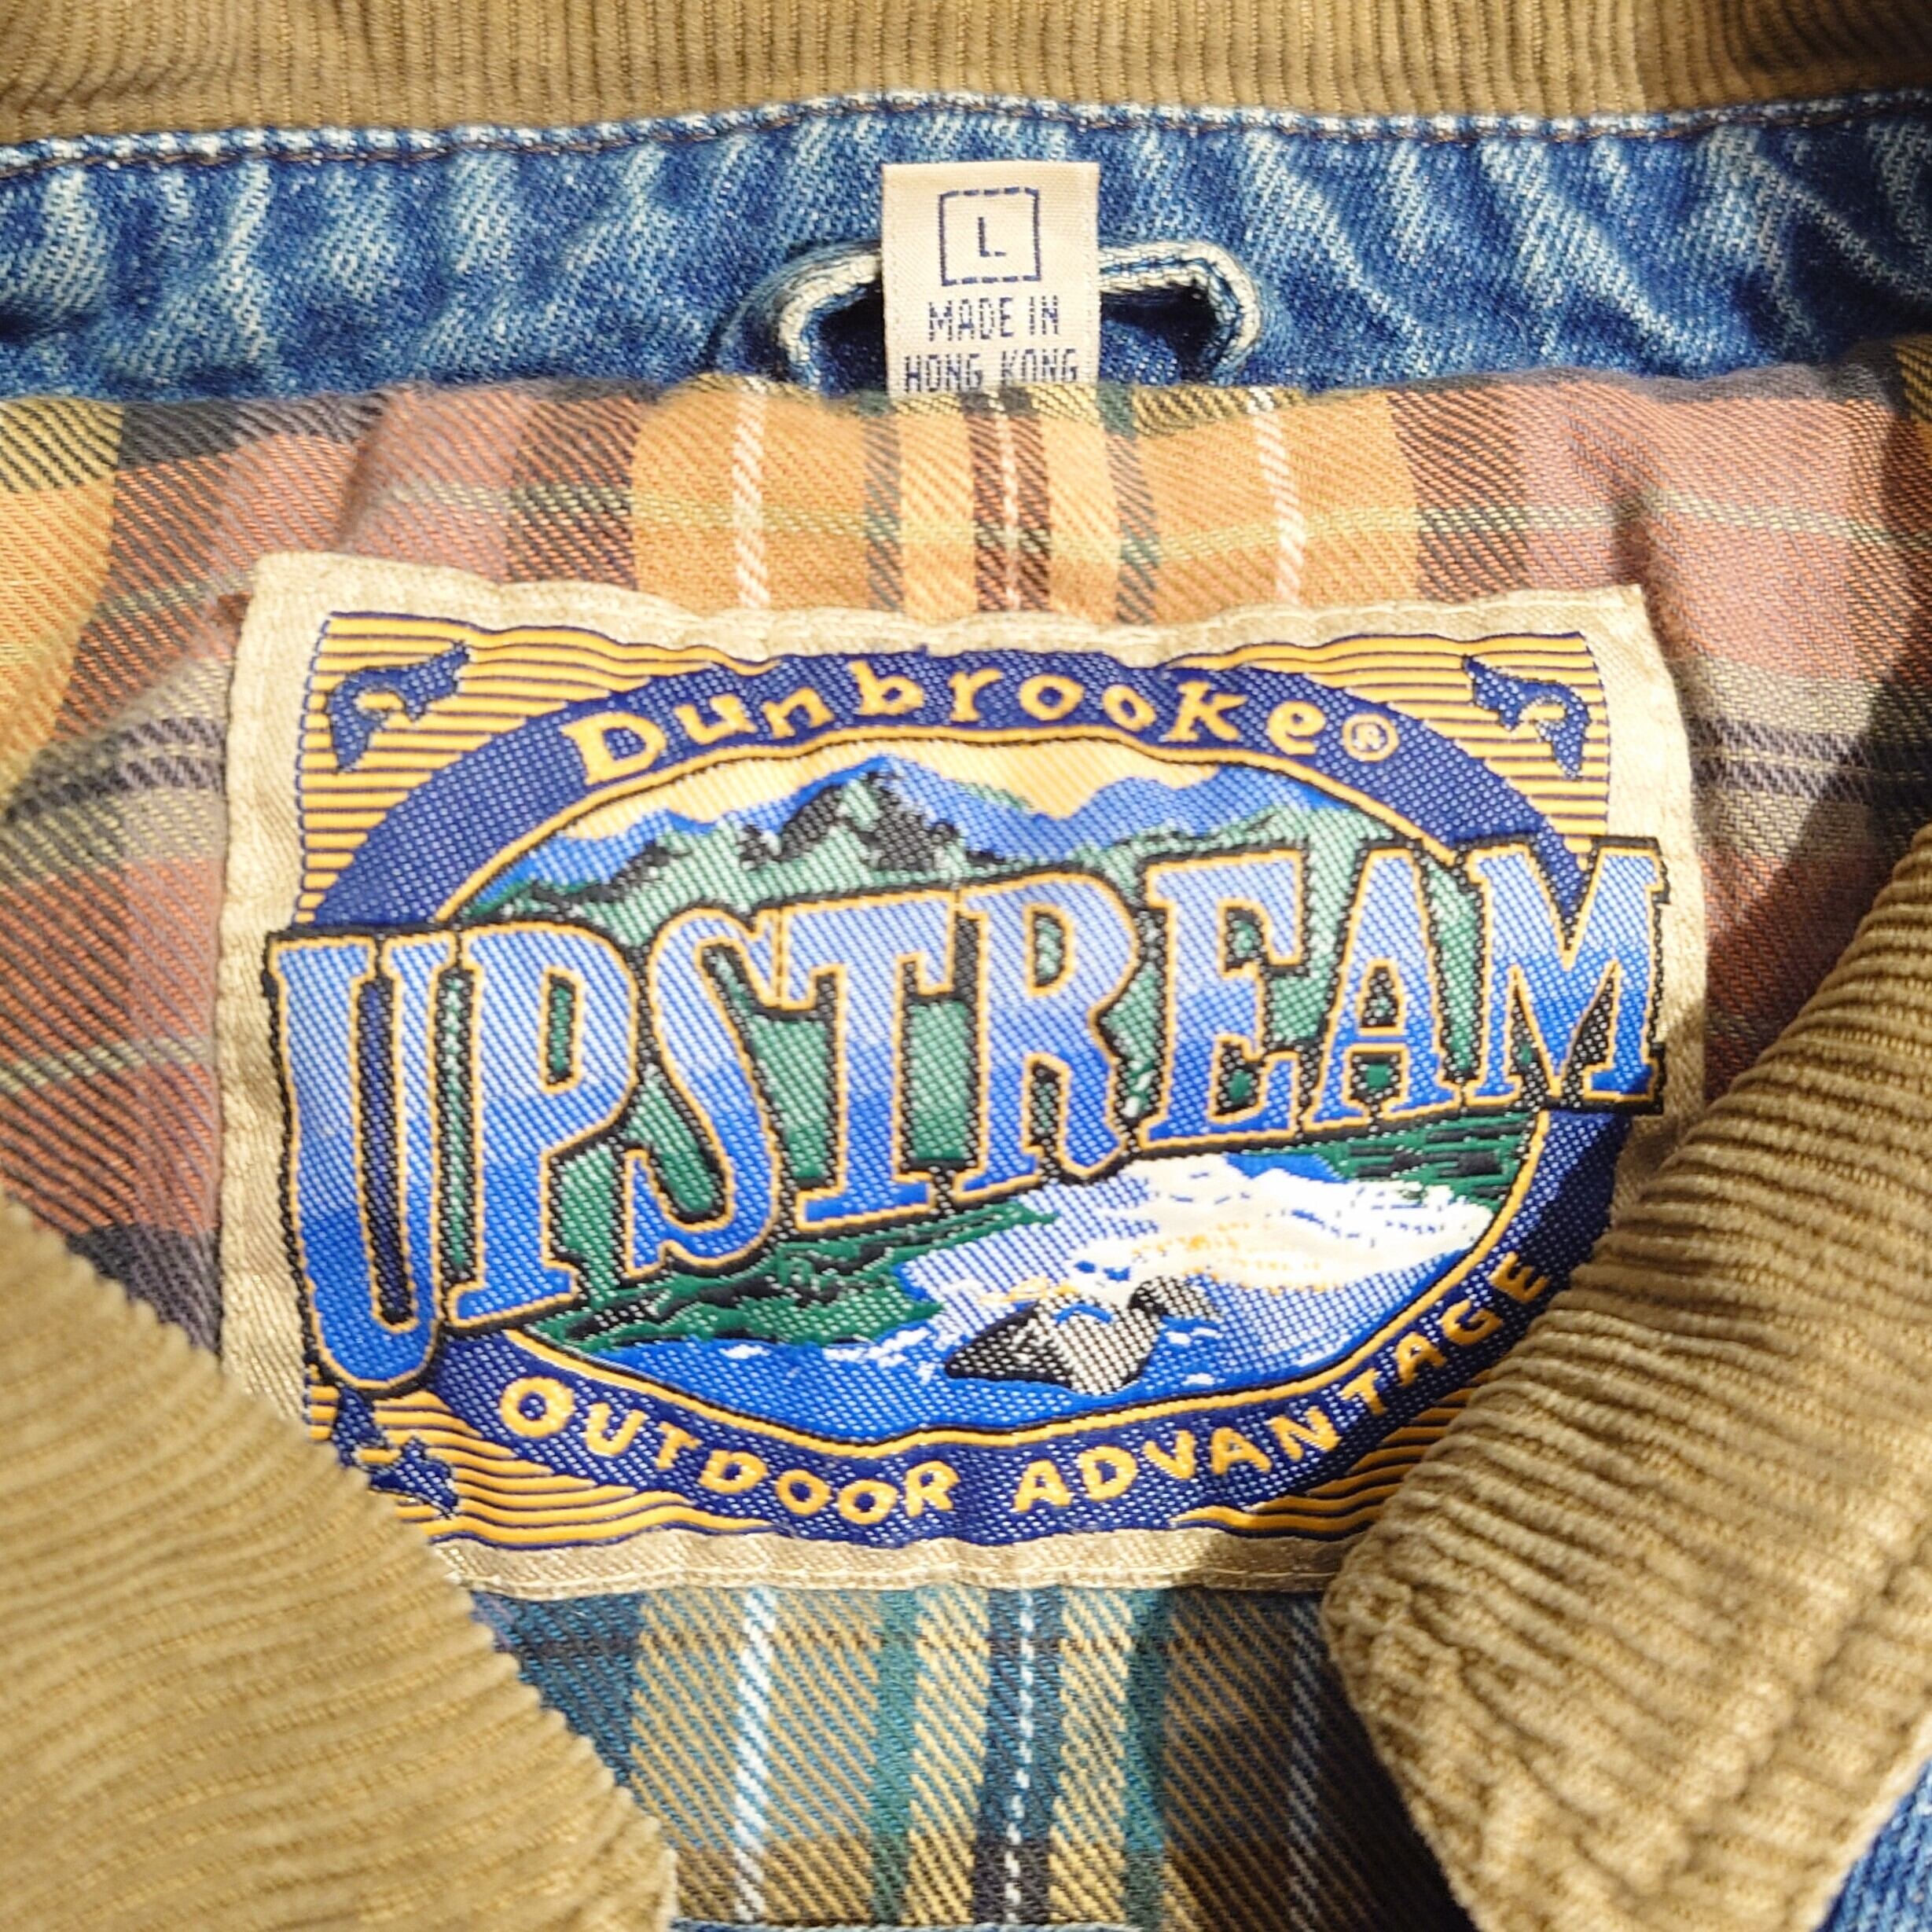 L
MADE IN
HONG KONG
Dunbrooke®
UPSTREAM
OUTDOOR ADVANTAGE